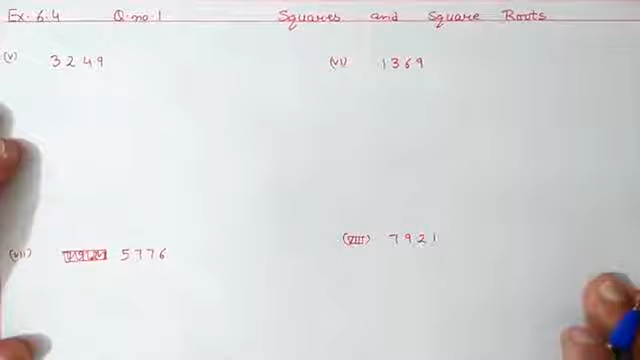 Ex. 6.4 Q.no.1 Squares and Square Roots
(v) 3249 (vi) 1369
(vii) 5776 (viii) 7921